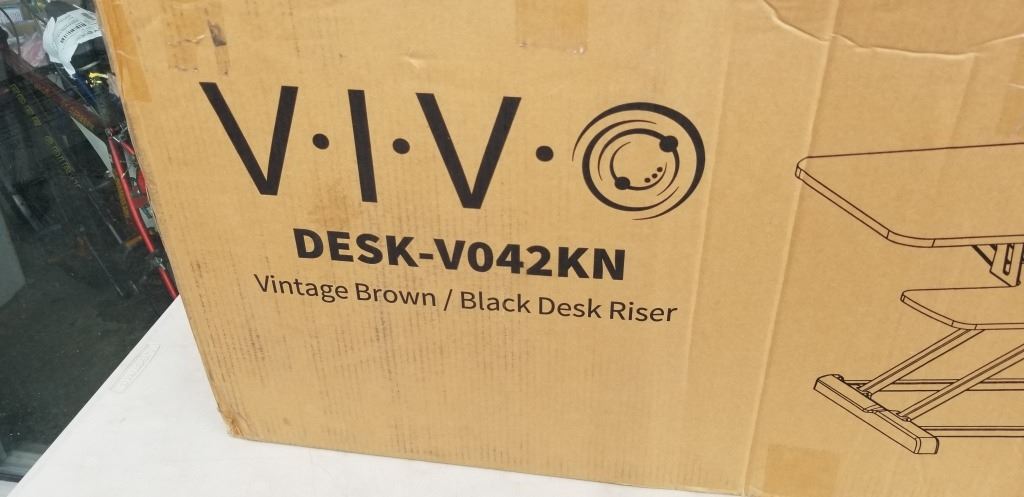 V·I·V·O
DESK-V042KN
Vintage Brown / Black Desk Riser